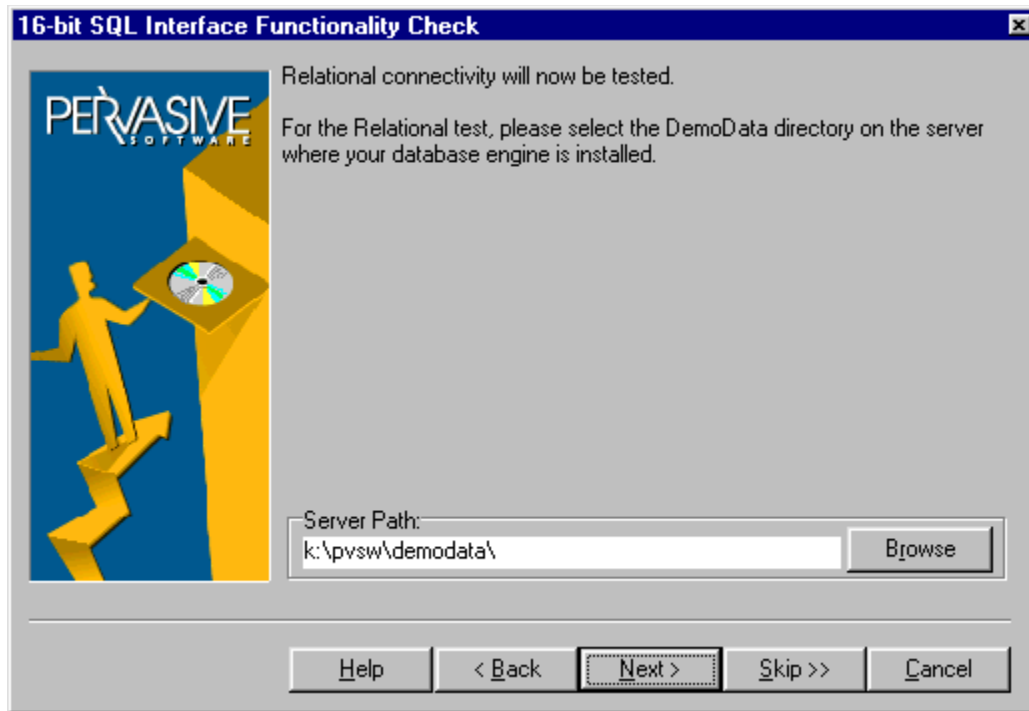 16-bit SQL Interface Functionality Check
PERVASIVE
SOFTWARE
Relational connectivity will now be tested.
For the Relational test, please select the DemoData directory on the server
where your database engine is installed.
Server Path:
k:\pvsw\demodata\
Browse
Help
< Back
Next >
Skip >>
Cancel